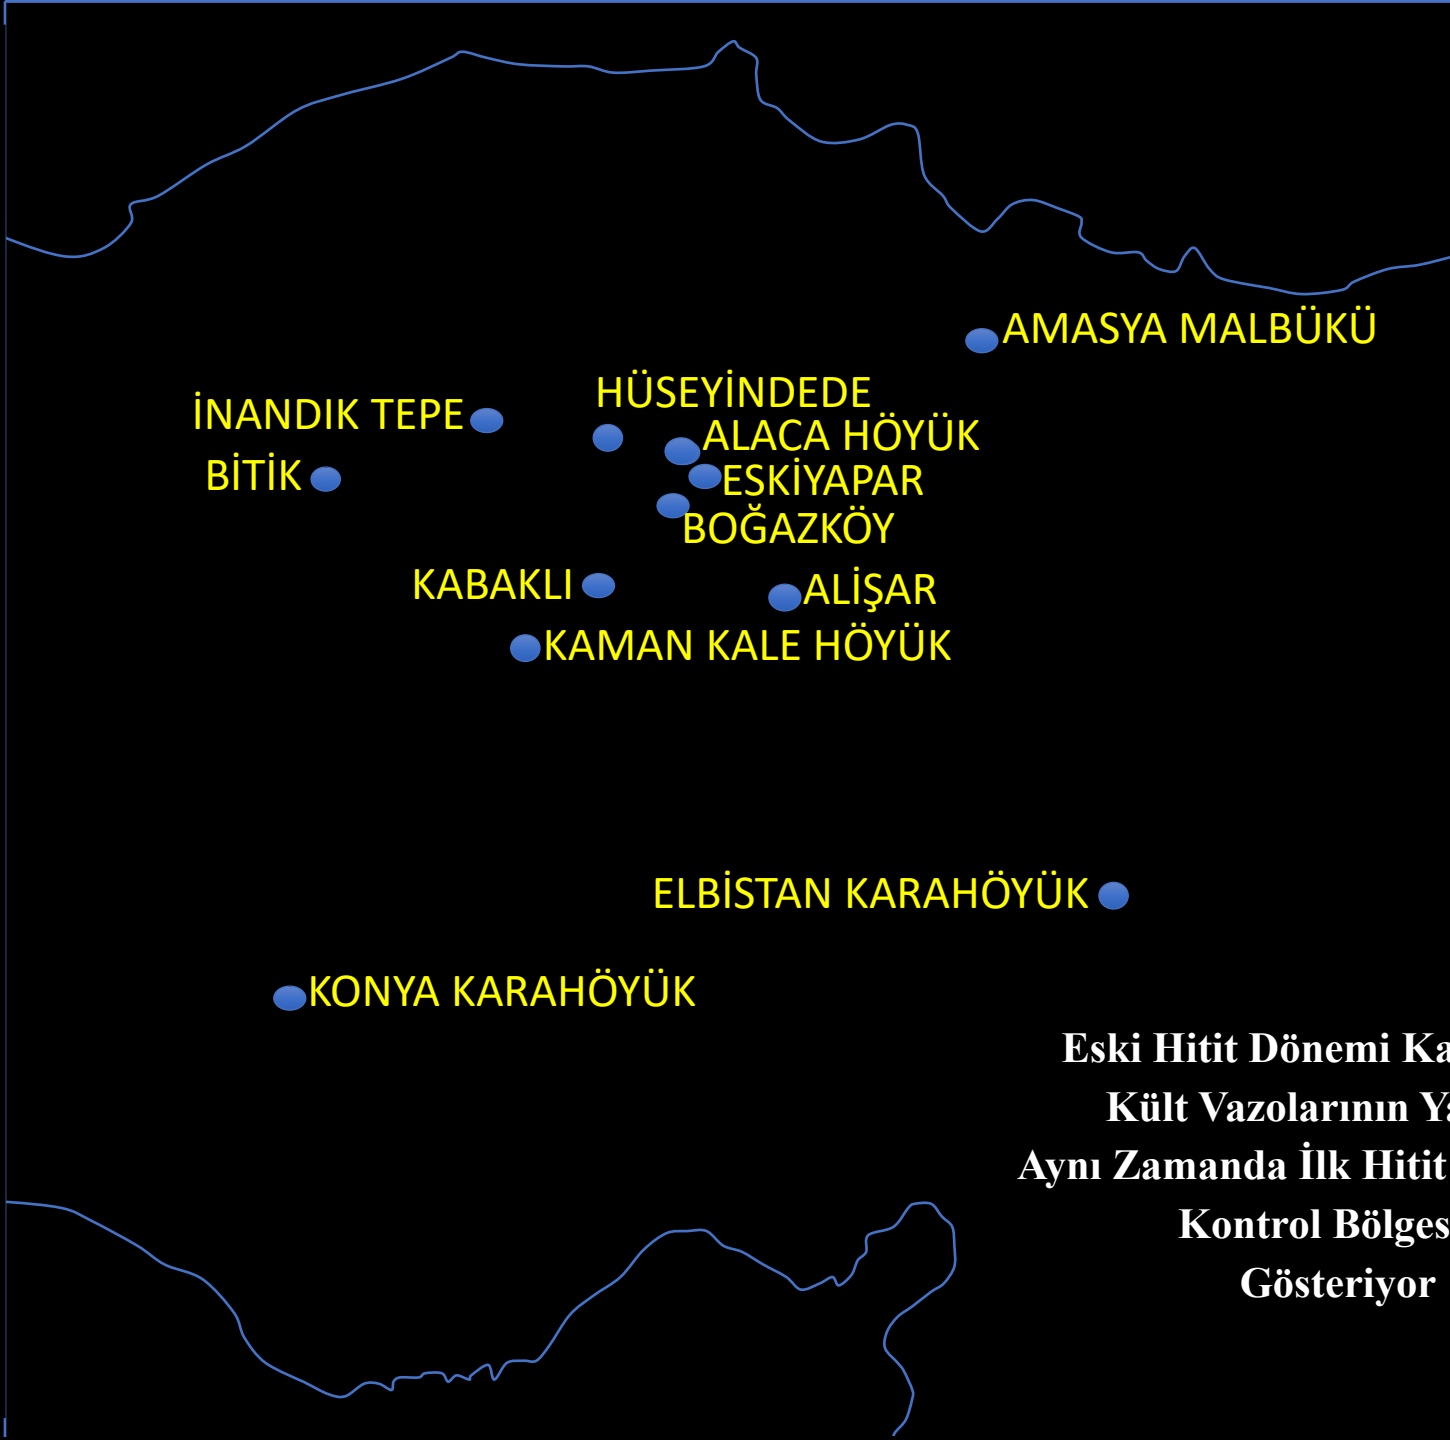 AMASYA MALBÜKÜ
HÜSEYİNDEDE
İNANDIK TEPE
ALACA HÖYÜK
BİTİK
ESKİYAPAR
BOĞAZKÖY
KABAKLI
ALİŞAR
KAMAN KALE HÖYÜK
ELBİSTAN KARAHÖYÜK
KONYA KARAHÖYÜK
Eski Hitit Dönemi
Kült Vazolarının
Aynı Zamanda İlk Hitit
Kontrol
Gösteriyor